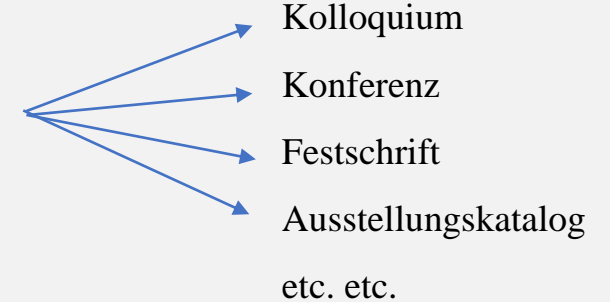 Kolloquium
Konferenz
Festschrift
Ausstellungskatalog
etc. etc.